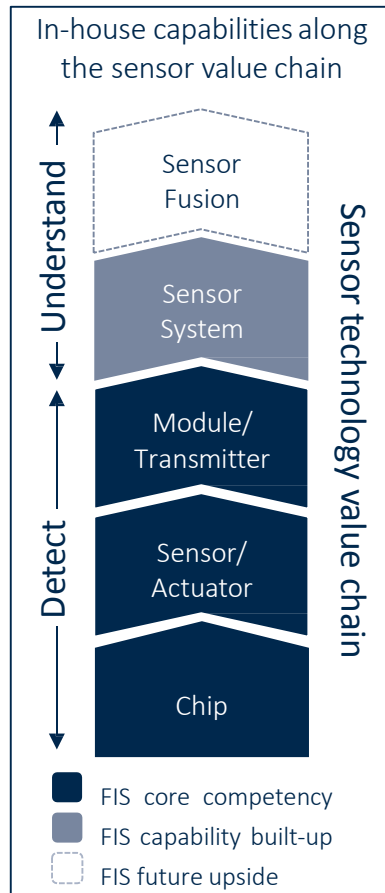 In-house capabilities along
the sensor value chain
Understand
Sensor
Fusion
Sensor
System
Sensor technology value chain
Detect
Module/
Transmitter
Sensor/
Actuator
Chip
FIS core competency
FIS capability built-up
FIS future upside